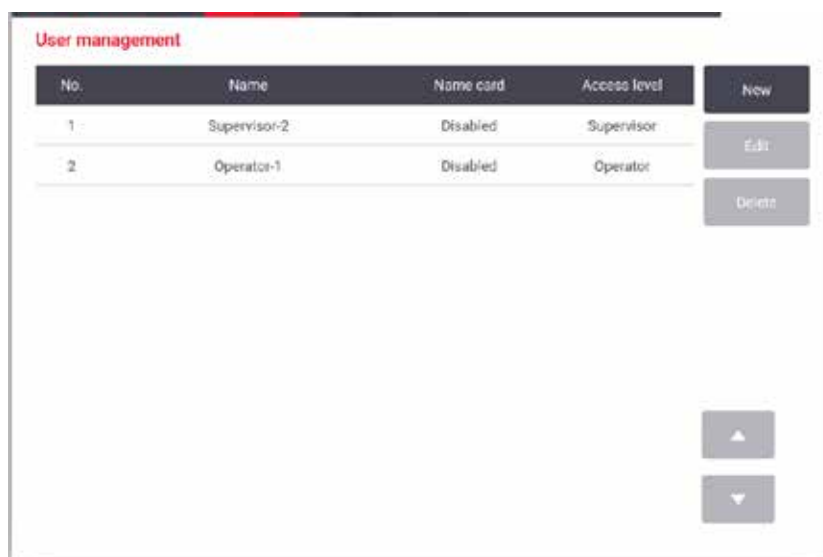 User management
No. Name Name card Access level New
1 Supervisor-2 Disabled Supervisor
Edit
2 Operator-1 Disabled Operator
Delete